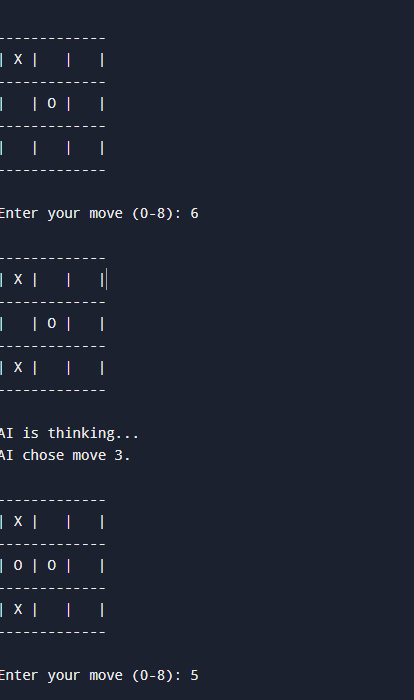 -------------
| X |   |   |
-------------
|   | O |   |
-------------
|   |   |   |
-------------
Enter your move (0-8): 6
-------------
| X |   |   |
-------------
|   | O |   |
-------------
| X |   |   |
-------------
AI is thinking...
AI chose move 3.
-------------
| X |   |   |
-------------
| O | O |   |
-------------
| X |   |   |
-------------
Enter your move (0-8): 5